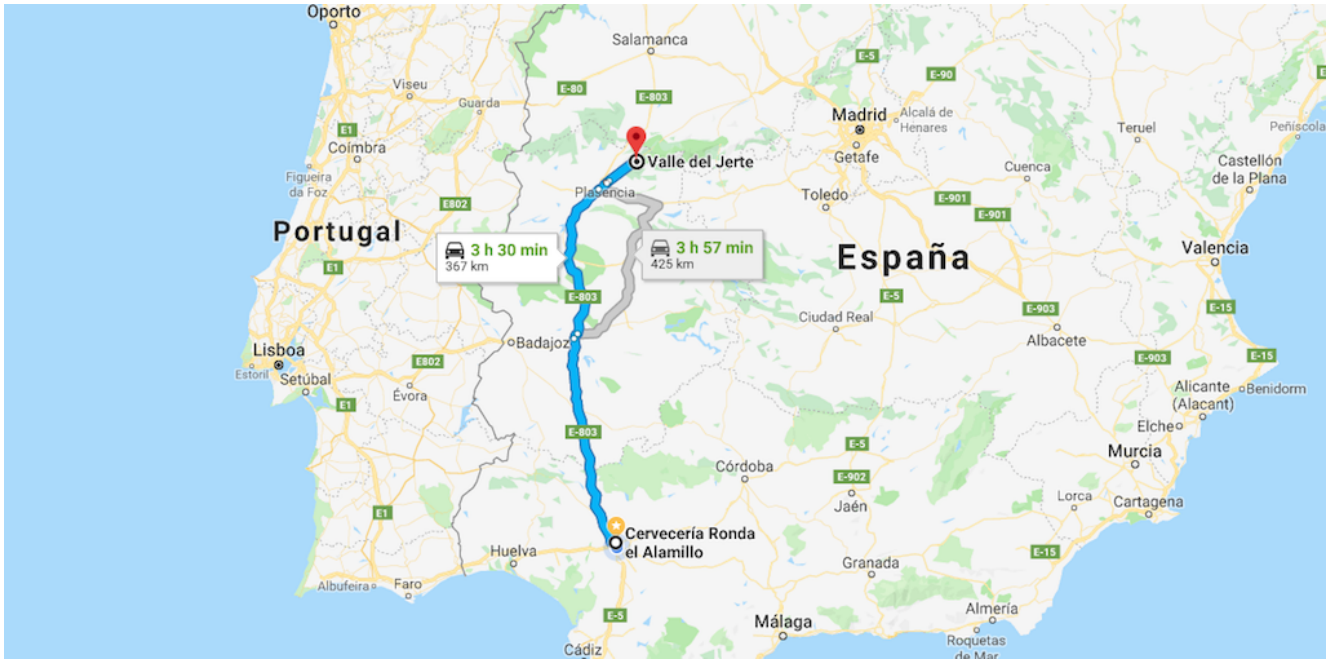 Oporto
Salamanca
E-5
E-90
E-80
E-803
Viseu
Guarda
Madrid
Alcalá de
Henares
Teruel
Peñíscola
E1
Coímbra
Getafe
Valle del Jerte
Cuenca
Castellón
de la Plana
Figueira
da Foz
Plasencia
Toledo
E802
E-901
E-901
Portugal
3 h 30 min
367 km
3 h 57 min
425 km
España
Valencia
E1
E-803
E-5
E-903
E-15
Ciudad Real
Albacete
Badajoz
Lisboa
Estoril
Setúbal
E802
Évora
E-903
E-15
Alicante
(Alacant)
Benidorm
E1
E-803
E-5
Elche
Murcia
Córdoba
E-902
Jaén
Lorca
Cartagena
E1
Cervecería Ronda
el Alamillo
Huelva
E-15
Granada
Albufeira
Faro
E-5
Málaga
Almería
Roquetas
de Mar
Cádiz